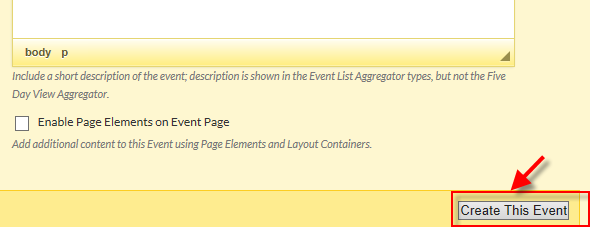 body p
Include a short description of the event; description is shown in the Event List Aggregator types, but not the Five
Day View Aggregator.
Enable Page Elements on Event Page
Add additional content to this Event using Page Elements and Layout Containers.
Create This Event